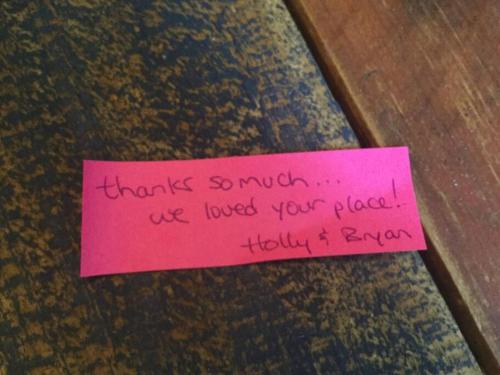 thanks so much...
we loved your place!
Holly & Bryan